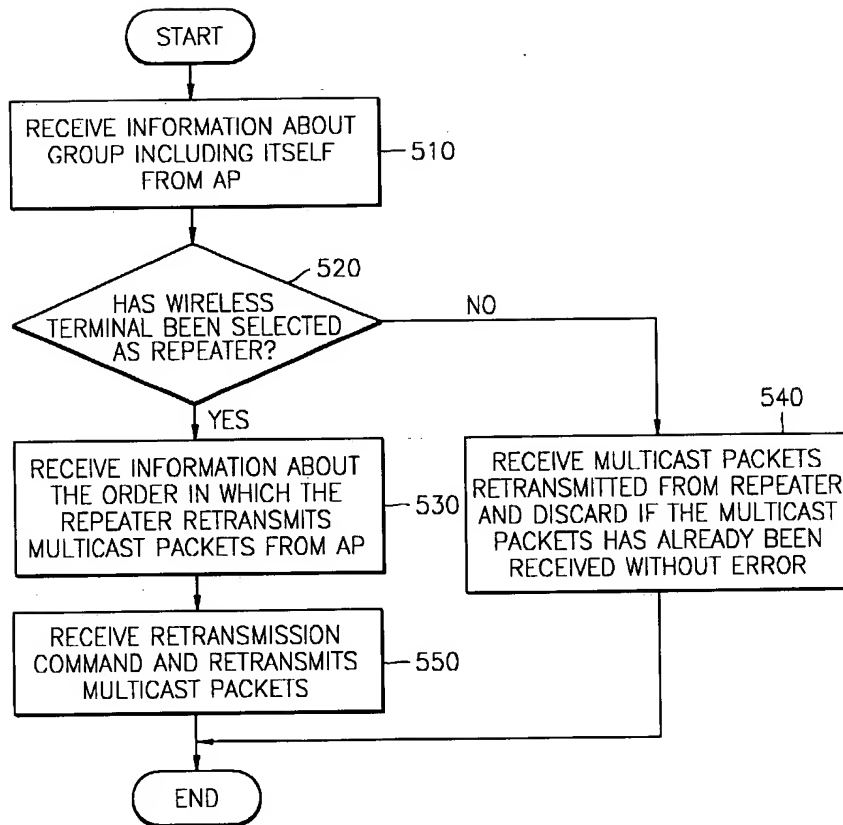 START
RECEIVE INFORMATION ABOUT
GROUP INCLUDING ITSELF
FROM AP
510
520
HAS WIRELESS
TERMINAL BEEN SELECTED
AS REPEATER?
NO
YES
540
RECEIVE INFORMATION ABOUT
THE ORDER IN WHICH THE
REPEATER RETRANSMITS
MULTICAST PACKETS FROM AP
530
RECEIVE MULTICAST PACKETS
RETRANSMITTED FROM REPEATER
AND DISCARD IF THE MULTICAST
PACKETS HAS ALREADY BEEN
RECEIVED WITHOUT ERROR
RECEIVE RETRANSMISSION
COMMAND AND RETRANSMITS
MULTICAST PACKETS
550
END